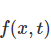 f(x, t)